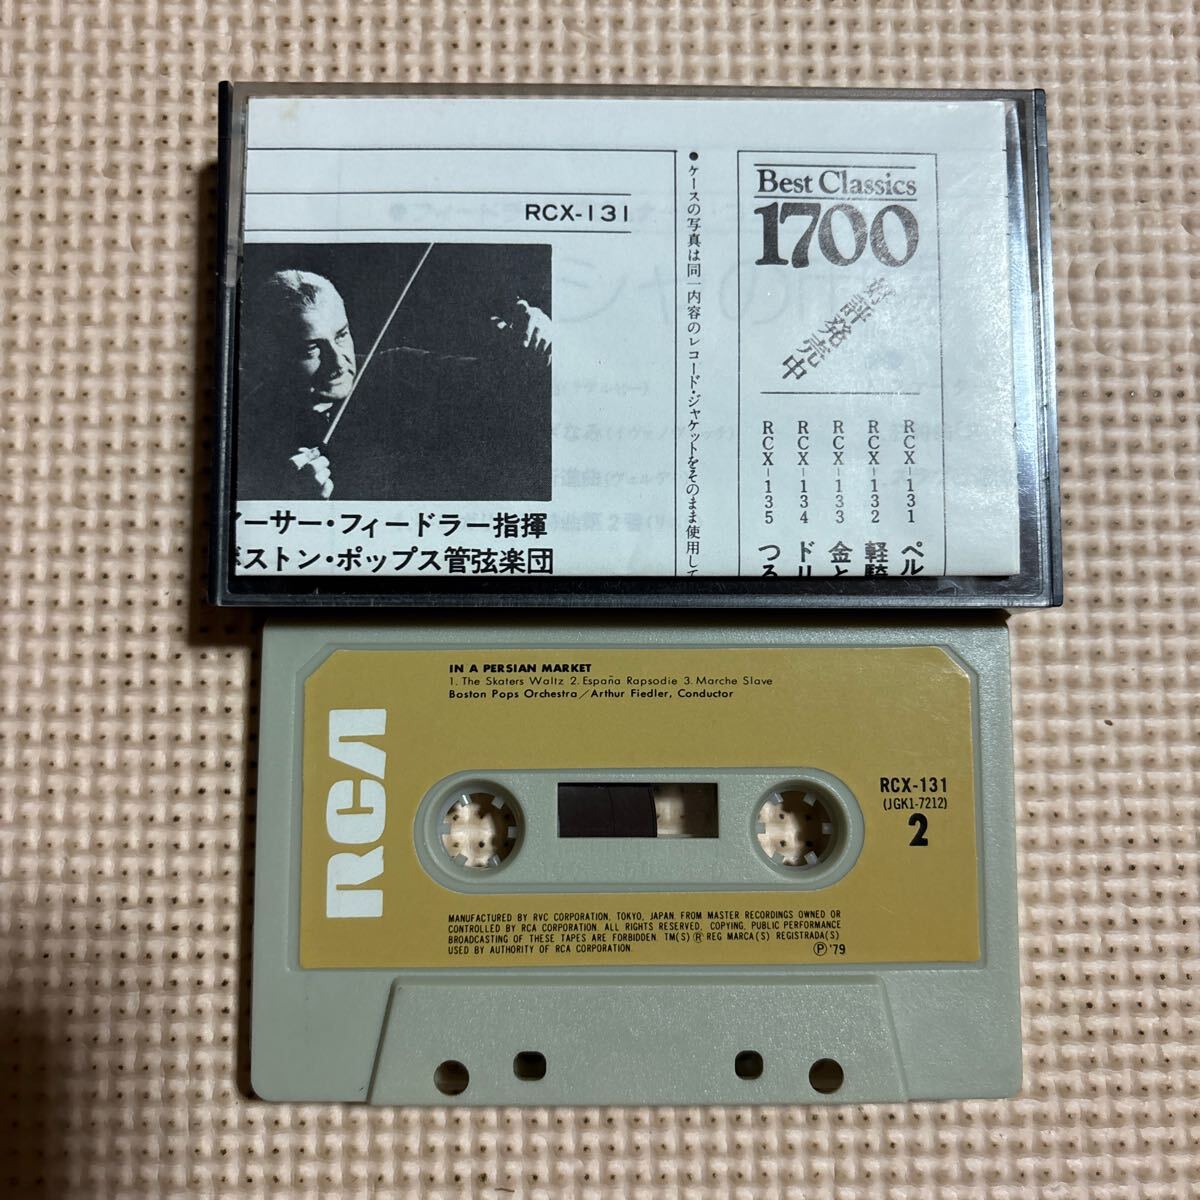 RCX-131
ーサー・フィードラー指揮
ボストン・ポップス管弦楽団
●ケースの写真は同一内容のレコード・ジャケットをそのまま使用して
Best Classics
1700
好評発売中
RCX-131 ペル
RCX-132 軽騎
RCX-133 金と
RCX-134 ドリ
RCX-135 つる
IN A PERSIAN MARKET
1. The Skaters Waltz 2. España Rapsodie 3. Marche Slave
Boston Pops Orchestra/Arthur Fiedler, Conductor
RCA
RCX-131
(JGK1-7212)
2
MANUFACTURED BY RVC CORPORATION, TOKYO, JAPAN, FROM MASTER RECORDINGS OWNED OR
CONTROLLED BY RCA CORPORATION. ALL RIGHTS RESERVED, COPYING, PUBLIC PERFORMANCE
BROADCASTING OF THESE TAPES ARE FORBIDDEN. TM(S)® REG MARCA(S) REGISTRADA(S)
USED BY AUTHORITY OF RCA CORPORATION.
℗'79